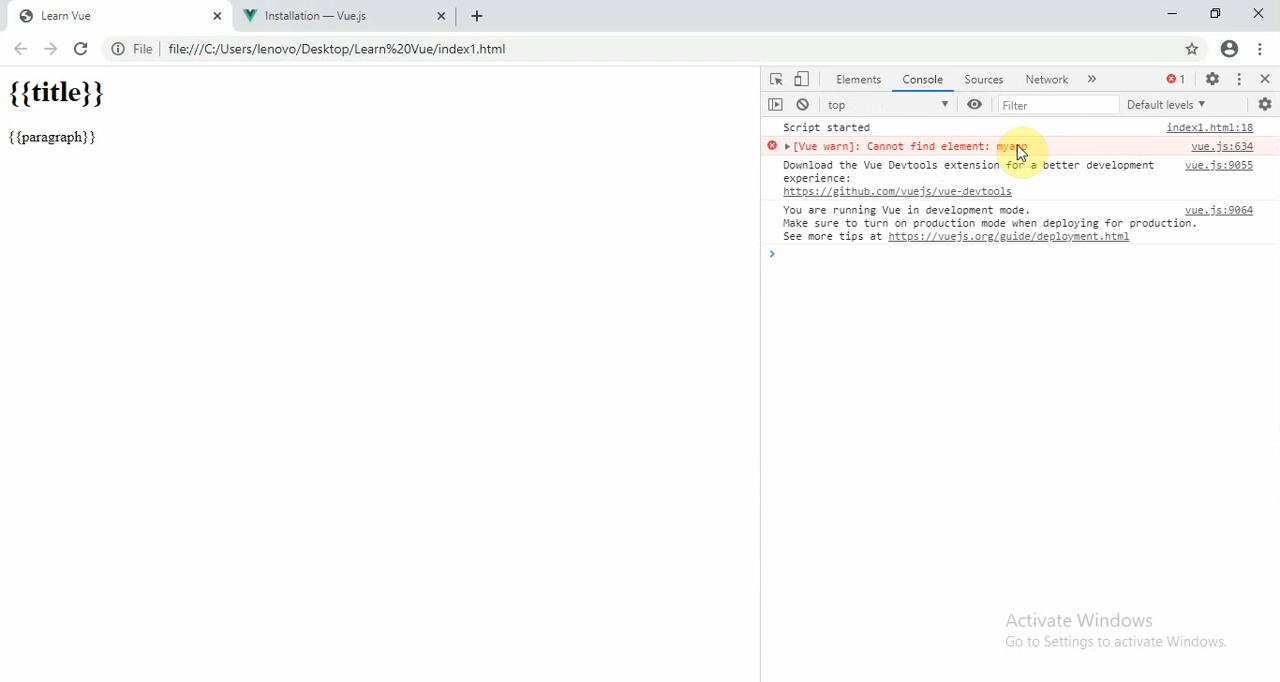 Learn Vue
Installation — Vue.js
File
file:///C:/Users/lenovo/Desktop/Learn%20Vue/index1.html
{{title}}
{{paragraph}}
Elements Console Sources Network » 1
top Filter Default levels
Script started index1.html:18
[Vue warn]: Cannot find element: myapp vue.js:634
Download the Vue Devtools extension for a better development vue.js:9055
experience:
https://github.com/vuejs/vue-devtools
You are running Vue in development mode. vue.js:9064
Make sure to turn on production mode when deploying for production.
See more tips at https://vuejs.org/guide/deployment.html
Activate Windows
Go to Settings to activate Windows.